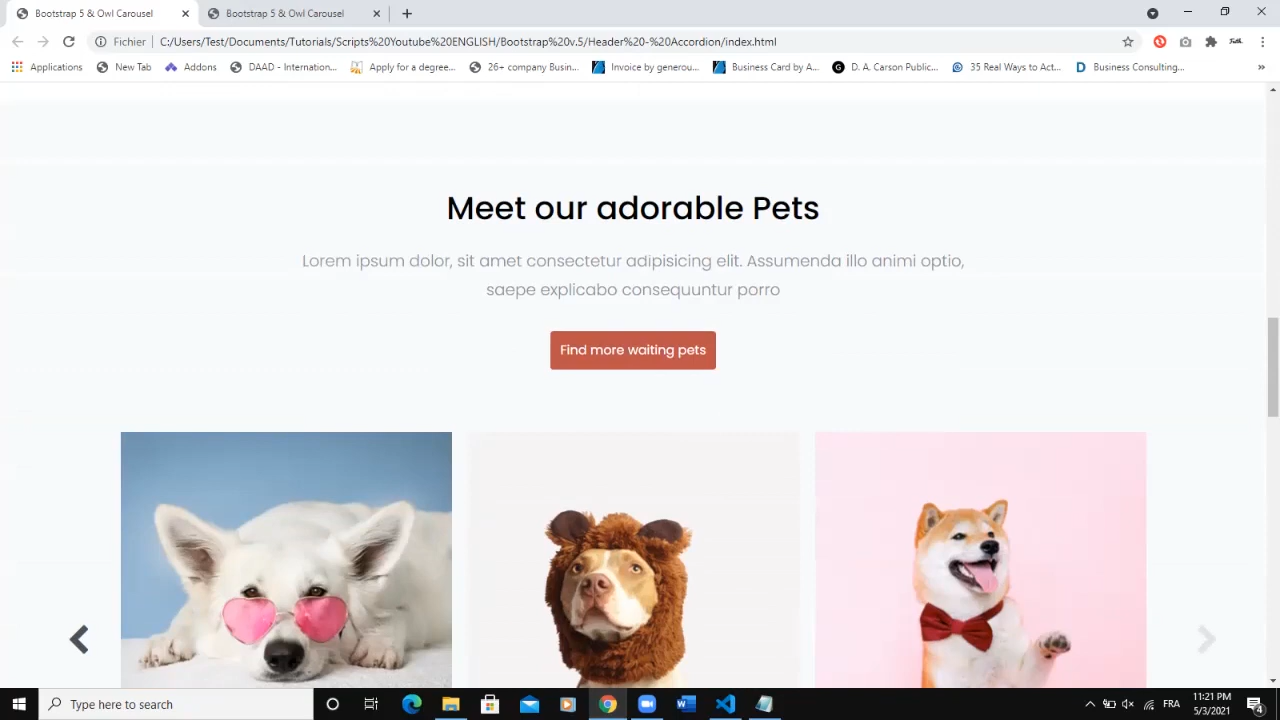 Bootstrap 5 & Owl Carousel
Bootstrap 5 & Owl Carousel
Fichier
C:/Users/Test/Documents/Tutorials/Scripts%20Youtube%20ENGLISH/Bootstrap%20v.5/Header%20-%20Accordion/index.html
Applications
New Tab
Addons
DAAD - Internation...
Apply for a degree...
26+ company Busin...
Invoice by generou...
Business Card by A...
D. A. Carson Public...
35 Real Ways to Act...
Business Consulting...
»
Meet our adorable Pets
Lorem ipsum dolor, sit amet consectetur adipisicing elit. Assumenda illo animi optio,
saepe explicabo consequuntur porro
Find more waiting pets
Type here to search
FRA
11:21 PM
5/3/2021
4